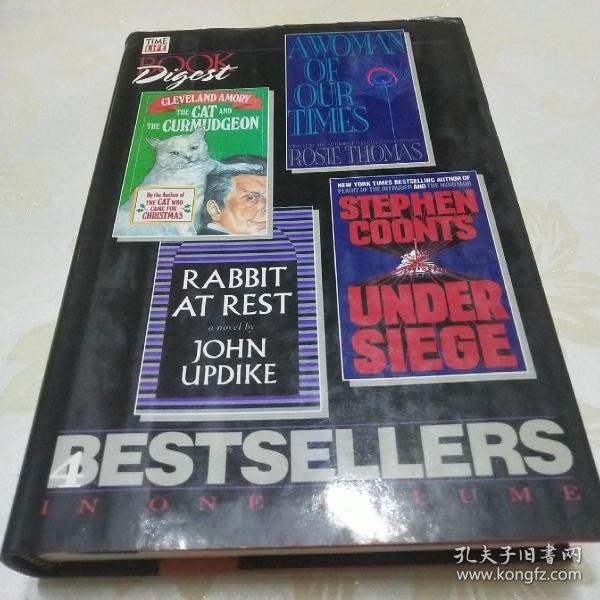 TIME
LIFE
BOOK
Digest
A WOMAN
OF
OUR
TIMES
ROSIE THOMAS
CLEVELAND AMORY
THE CAT AND
THE CURMUDGEON
By the Author of
THE CAT WHO
CAME FOR
CHRISTMAS
NEW YORK TIMES BESTSELLING AUTHOR OF
FLIGHT OF THE INTRUDER AND THE MINOTAUR
STEPHEN
COONTS
UNDER
SIEGE
RABBIT
AT REST
a novel by
JOHN
UPDIKE
4 BESTSELLERS
IN ONE VOLUME
孔夫子旧书网
www.kongfz.com